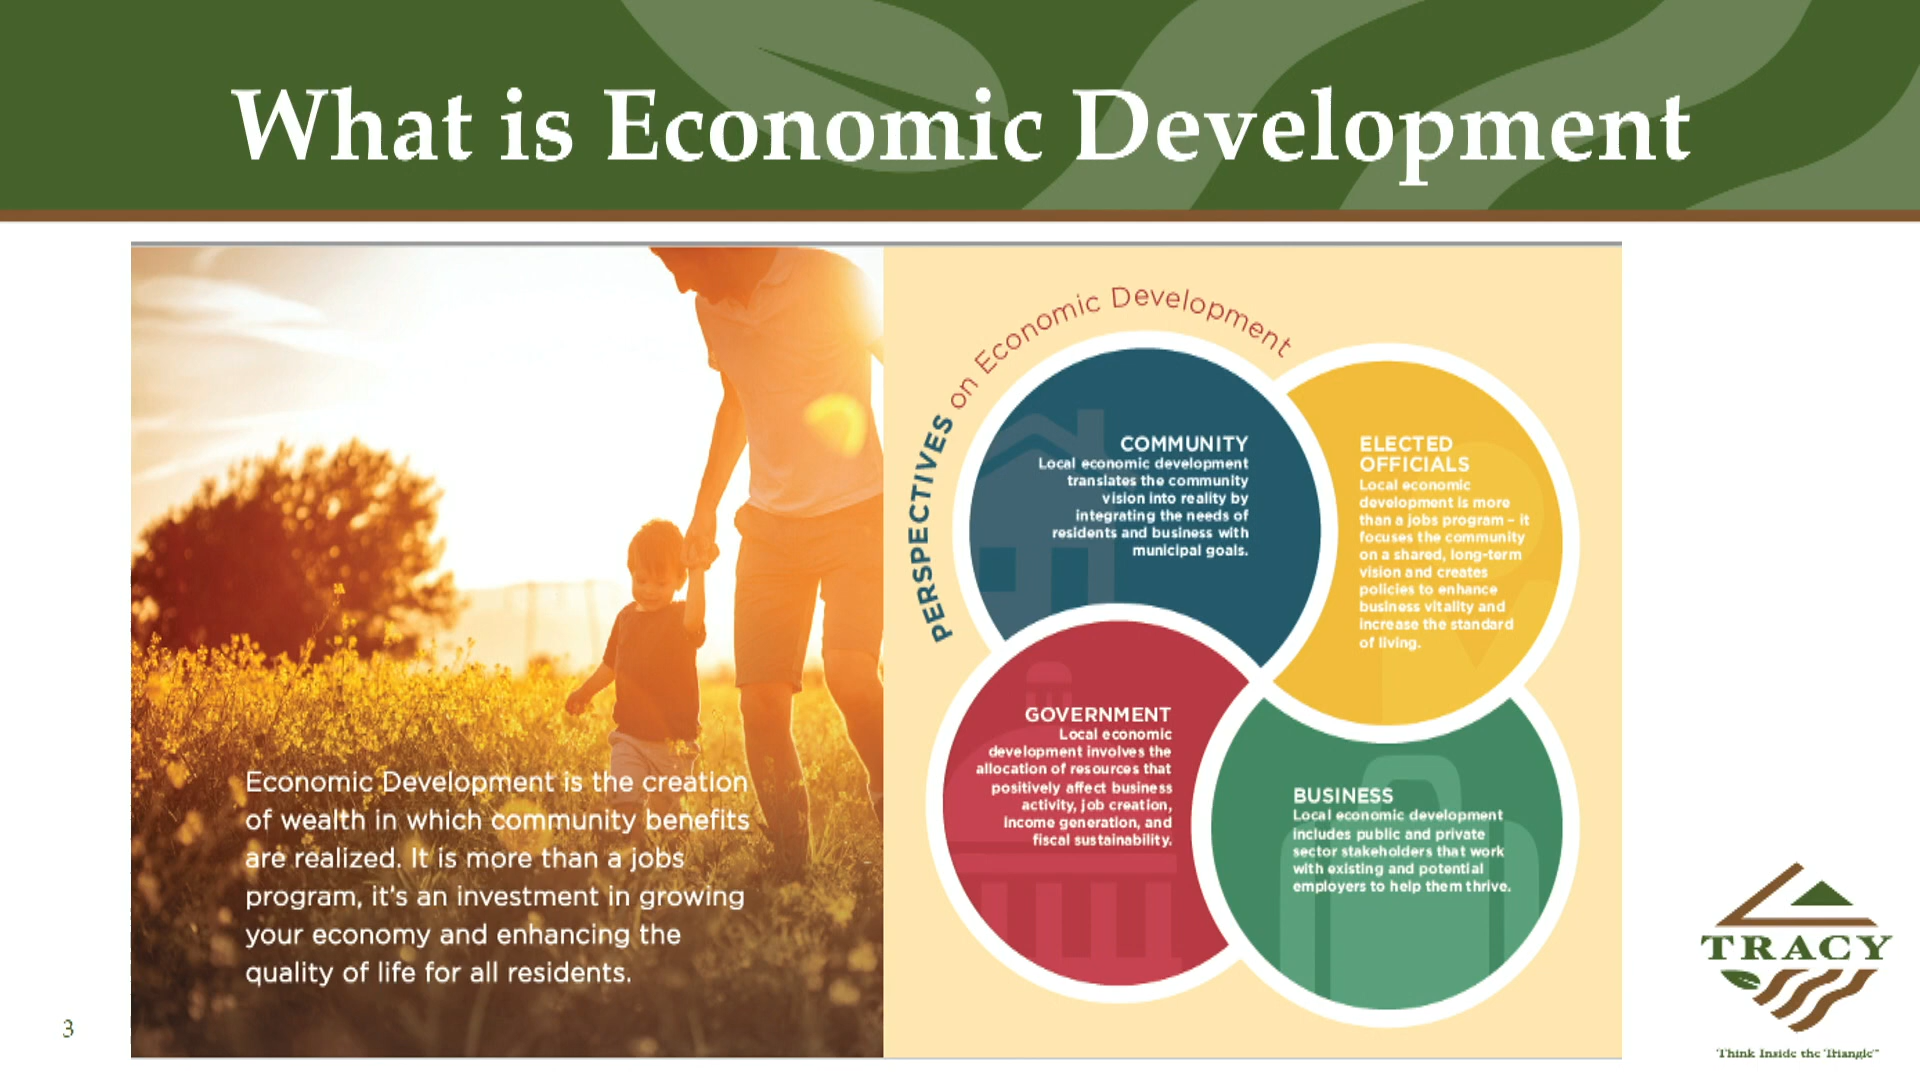 What is Economic Development
Economic Development is the creation
of wealth in which community benefits
are realized. It is more than a jobs
program, it's an investment in growing
your economy and enhancing the
quality of life for all residents.
PERSPECTIVES on Economic Development
COMMUNITY
Local economic development
translates the community
vision into reality by
integrating the needs of
residents and business with
municipal goals.
ELECTED
OFFICIALS
Local economic
development is more
than a jobs program – it
focuses the community
on a shared, long-term
vision and creates
policies to enhance
business vitality and
increase the standard
of living.
GOVERNMENT
Local economic
development involves the
allocation of resources that
positively affect business
activity, job creation,
income generation, and
fiscal sustainability.
BUSINESS
Local economic development
includes public and private
sector stakeholders that work
with existing and potential
employers to help them thrive.
3
TRACY
Think Inside the Triangle™